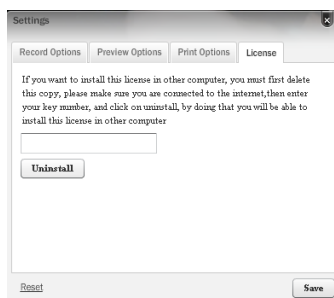 Settings
Record Options Preview Options Print Options License
If you want to install this license in other computer, you must first delete
this copy, please make sure you are connected to the internet,then enter
your key number, and click on uninstall, by doing that you will be able to
install this license in other computer
Uninstall
Reset Save